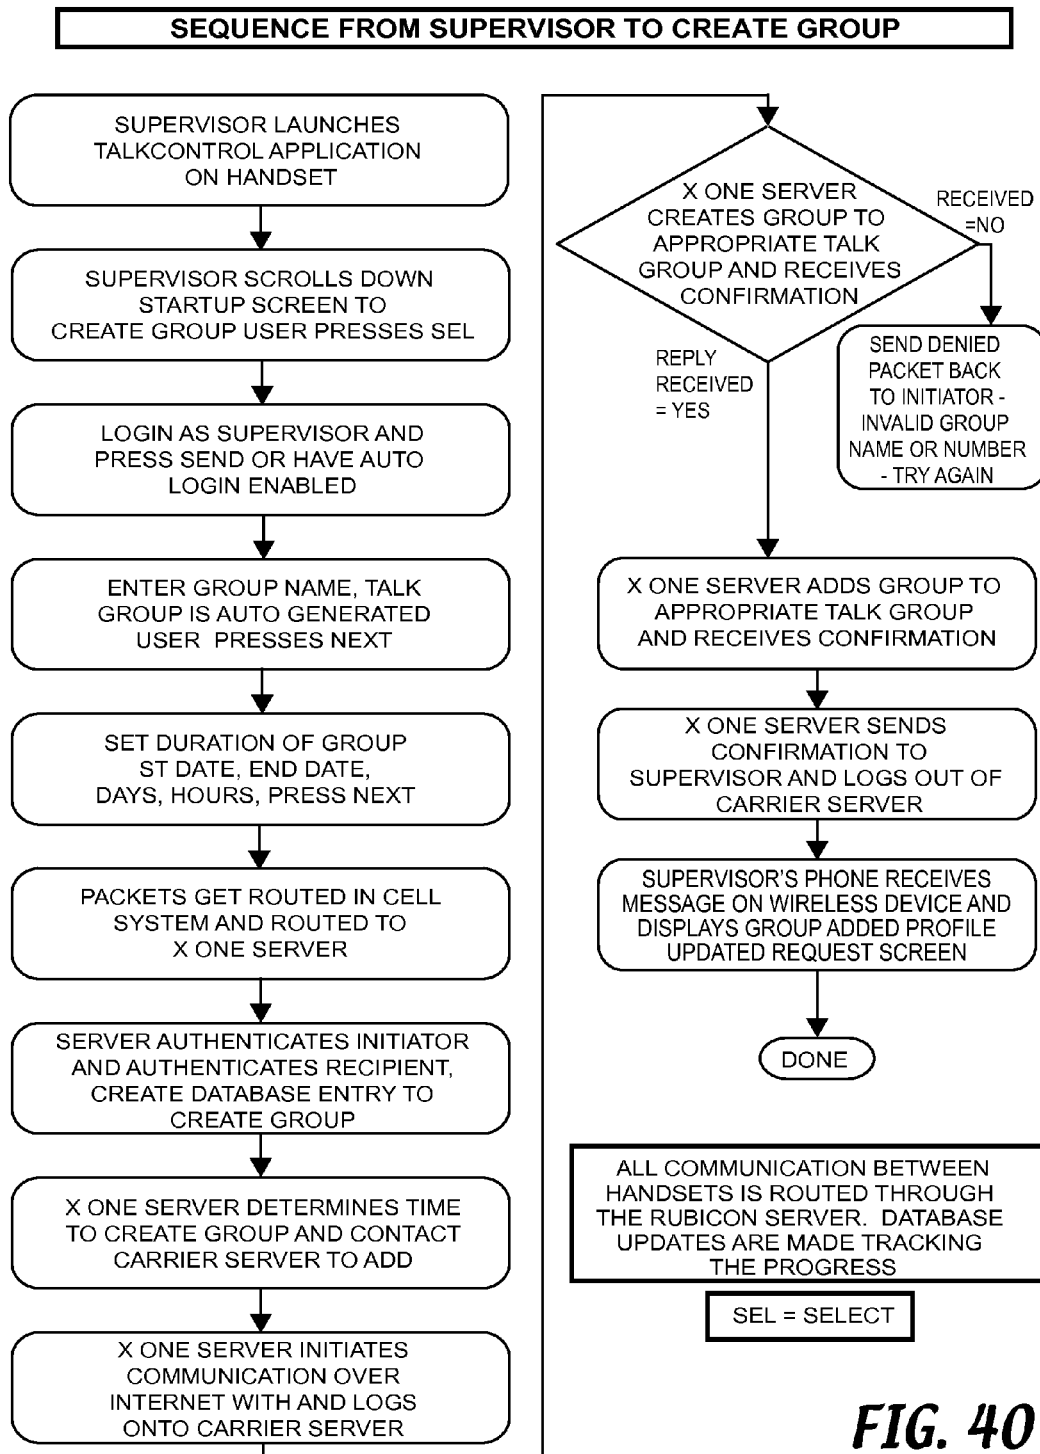 SEQUENCE FROM SUPERVISOR TO CREATE GROUP
SUPERVISOR LAUNCHES
TALKCONTROL APPLICATION
ON HANDSET
SUPERVISOR SCROLLS DOWN
STARTUP SCREEN TO
CREATE GROUP USER PRESSES SEL
LOGIN AS SUPERVISOR AND
PRESS SEND OR HAVE AUTO
LOGIN ENABLED
ENTER GROUP NAME, TALK
GROUP IS AUTO GENERATED
USER PRESSES NEXT
SET DURATION OF GROUP
ST DATE, END DATE,
DAYS, HOURS, PRESS NEXT
PACKETS GET ROUTED IN CELL
SYSTEM AND ROUTED TO
X ONE SERVER
SERVER AUTHENTICATES INITIATOR
AND AUTHENTICATES RECIPIENT,
CREATE DATABASE ENTRY TO
CREATE GROUP
X ONE SERVER DETERMINES TIME
TO CREATE GROUP AND CONTACT
CARRIER SERVER TO ADD
X ONE SERVER INITIATES
COMMUNICATION OVER
INTERNET WITH AND LOGS
ONTO CARRIER SERVER
X ONE SERVER
CREATES GROUP TO
APPROPRIATE TALK
GROUP AND RECEIVES
CONFIRMATION
RECEIVED
=NO
SEND DENIED
PACKET BACK
TO INITIATOR -
INVALID GROUP
NAME OR NUMBER
- TRY AGAIN
REPLY
RECEIVED
= YES
X ONE SERVER ADDS GROUP TO
APPROPRIATE TALK GROUP
AND RECEIVES CONFIRMATION
X ONE SERVER SENDS
CONFIRMATION TO
SUPERVISOR AND LOGS OUT OF
CARRIER SERVER
SUPERVISOR'S PHONE RECEIVES
MESSAGE ON WIRELESS DEVICE AND
DISPLAYS GROUP ADDED PROFILE
UPDATED REQUEST SCREEN
DONE
ALL COMMUNICATION BETWEEN
HANDSETS IS ROUTED THROUGH
THE RUBICON SERVER. DATABASE
UPDATES ARE MADE TRACKING
THE PROGRESS
SEL = SELECT
FIG. 40